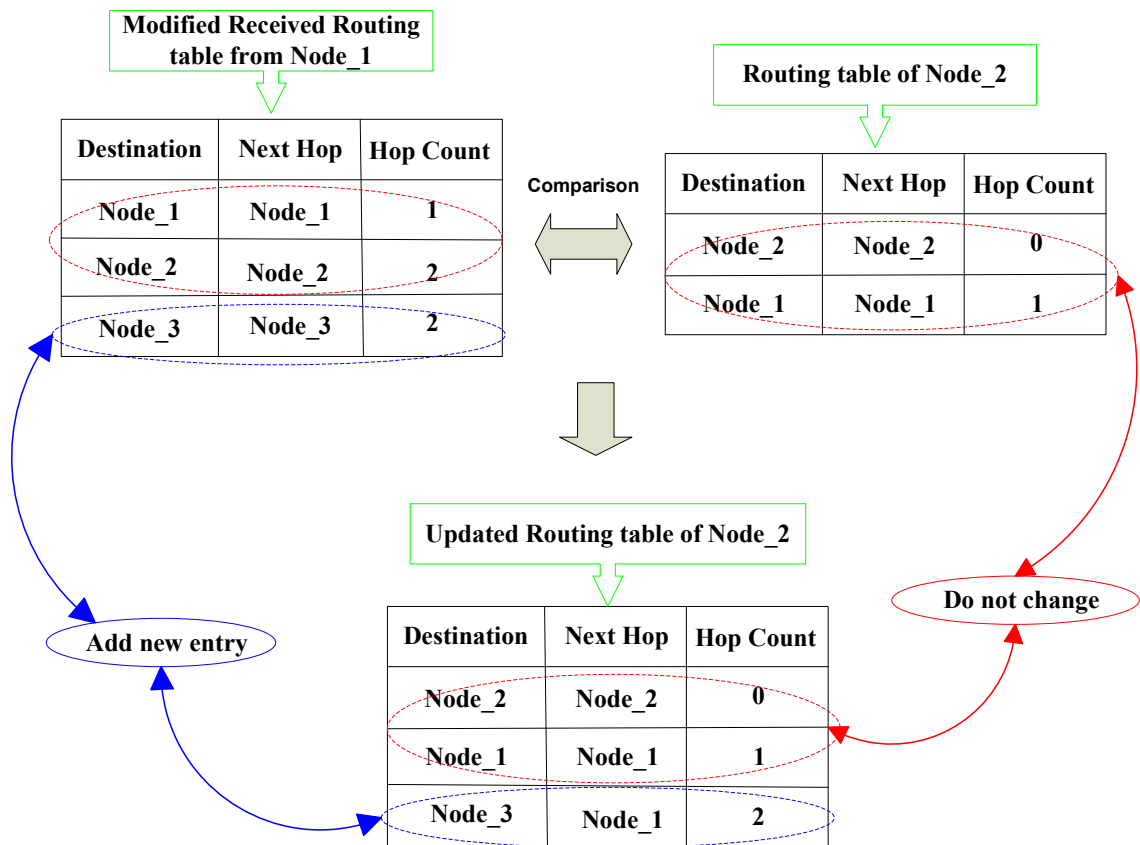 Modified Received Routing
table from Node_1
Routing table of Node_2
Destination Next Hop Hop Count
Node_1 Node_1 1
Node_2 Node_2 2
Node_3 Node_3 2
Comparison
Destination Next Hop Hop Count
Node_2 Node_2 0
Node_1 Node_1 1
Updated Routing table of Node_2
Do not change
Add new entry
Destination Next Hop Hop Count
Node_2 Node_2 0
Node_1 Node_1 1
Node_3 Node_1 2